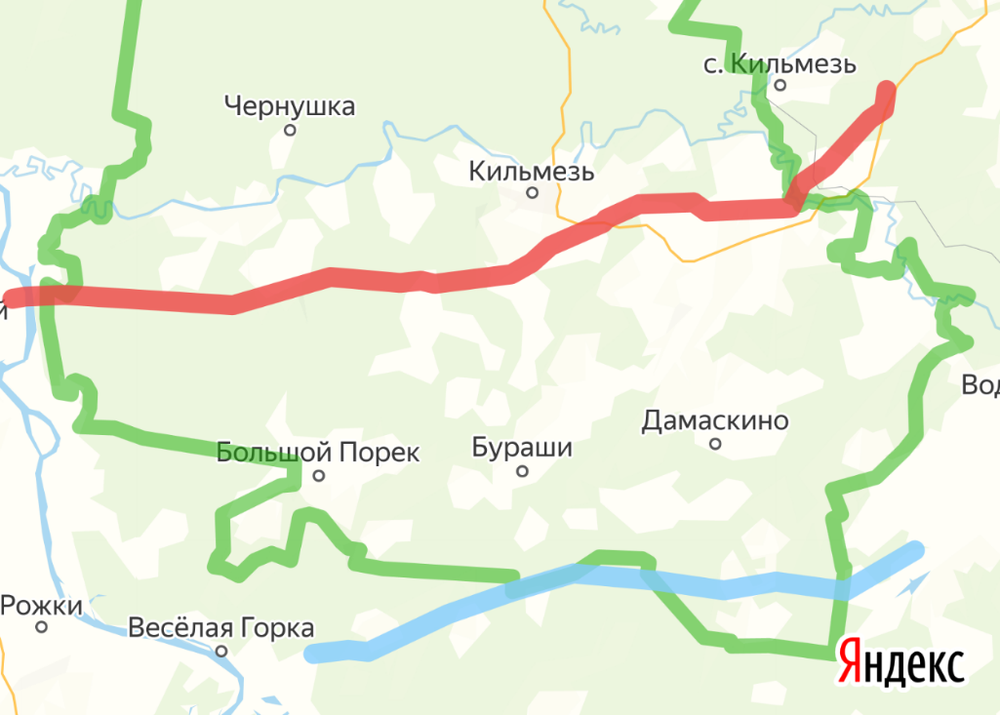 с. Кильмезь
Чернушка
Кильмезь
й
Вод
Дамаскино
Бураши
Большой Порек
Рожки
Весёлая Горка
Яндекс